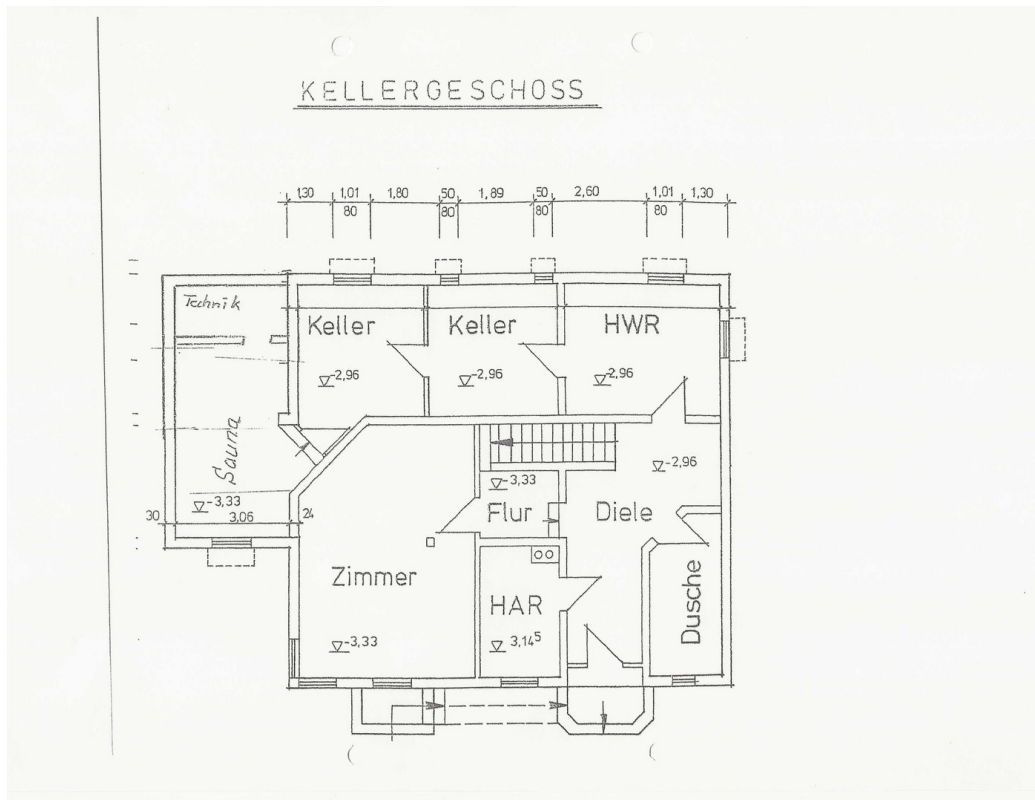 KELLERGESCHOSS
1,30 1,01 1,80 50 1,89 50 2,60 1,01 1,30
80 80 80 80
Technik
Keller Keller HWR
-2,96 -2,96 -2,96
Sauna
-2,96
-3,33
-3,33
30 3,06 24
Flur Diele
Zimmer
HAR
Dusche
-3,33
3,14⁵